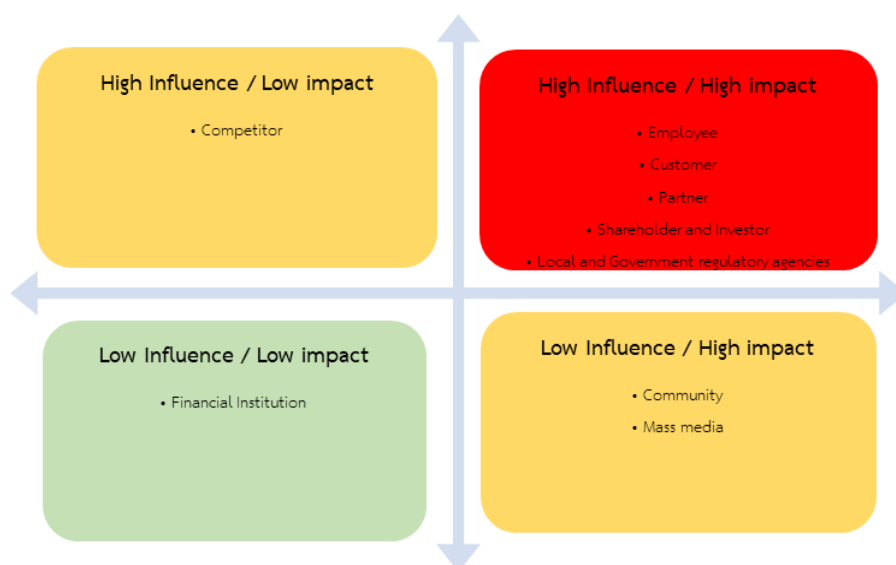 High Influence / Low impact
• Competitor
High Influence / High impact
• Employee
• Customer
• Partner
• Shareholder and Investor
• Local and Government regulatory agencies
Low Influence / Low impact
• Financial Institution
Low Influence / High impact
• Community
• Mass media